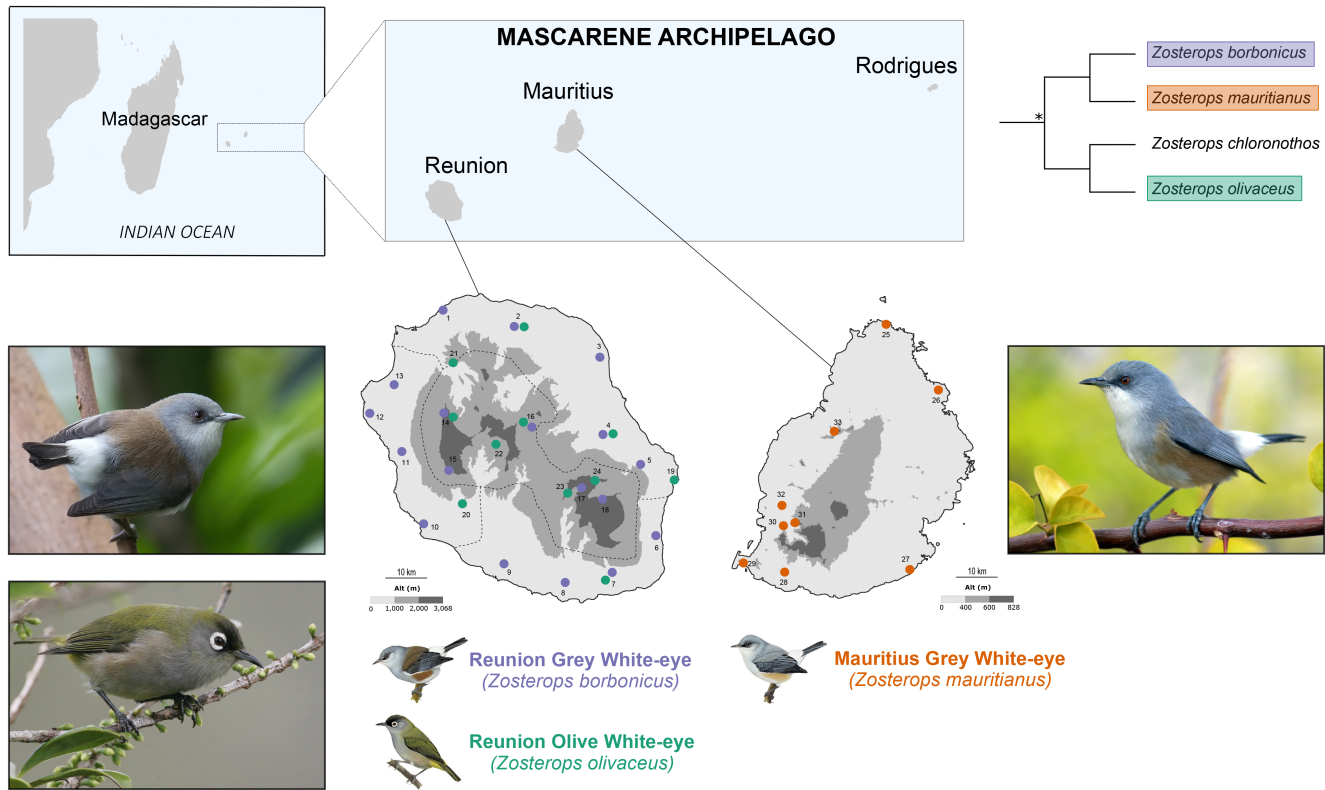 MASCARENE ARCHIPELAGO
Madagascar
INDIAN OCEAN
Rodrigues
Mauritius
Reunion
*
Zosterops borbonicus
Zosterops mauritianus
Zosterops chloronothos
Zosterops olivaceus
1
2
3
21
13
12
14
16
4
11
15
22
5
24
19
23
17
18
20
10
6
9
7
8
10 km
Alt (m)
0 1,000 2,000 3,068
25
26
33
32
31
30
29
28
27
10 km
Alt (m)
0 400 600 828
Reunion Grey White-eye
(Zosterops borbonicus)
Mauritius Grey White-eye
(Zosterops mauritianus)
Reunion Olive White-eye
(Zosterops olivaceus)